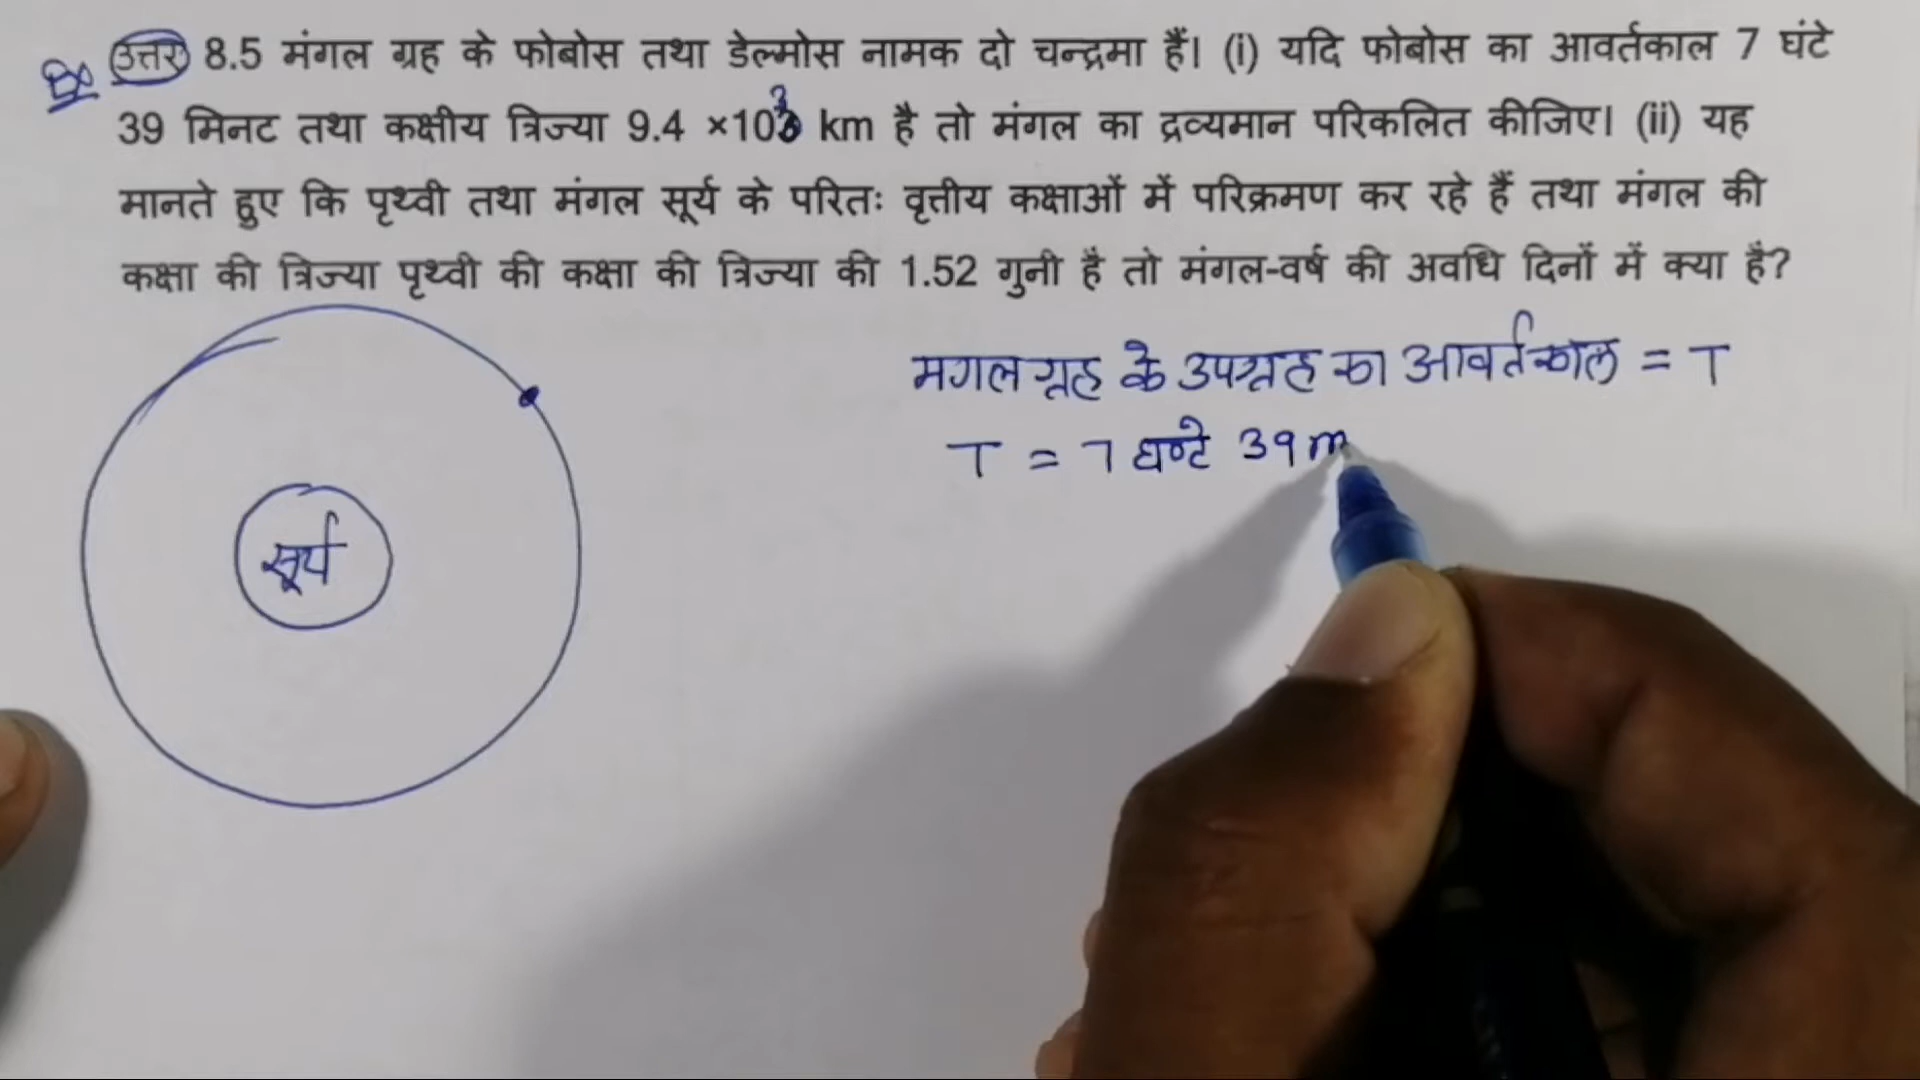 Ex उत्तर 8.5 मंगल ग्रह के फोबोस तथा डेल्मोस नामक दो चन्द्रमा हैं। (i) यदि फोबोस का आवर्तकाल 7 घंटे
39 मिनट तथा कक्षीय त्रिज्या 9.4 ×10³ km है तो मंगल का द्रव्यमान परिकलित कीजिए। (ii) यह
मानते हुए कि पृथ्वी तथा मंगल सूर्य के परितः वृत्तीय कक्षाओं में परिक्रमण कर रहे हैं तथा मंगल की
कक्षा की त्रिज्या पृथ्वी की कक्षा की त्रिज्या की 1.52 गुनी है तो मंगल-वर्ष की अवधि दिनों में क्या है?
मगल ग्रह के उपग्रह का आवर्तकाल = T
T = 7 घण्टे 39 m
सूर्य